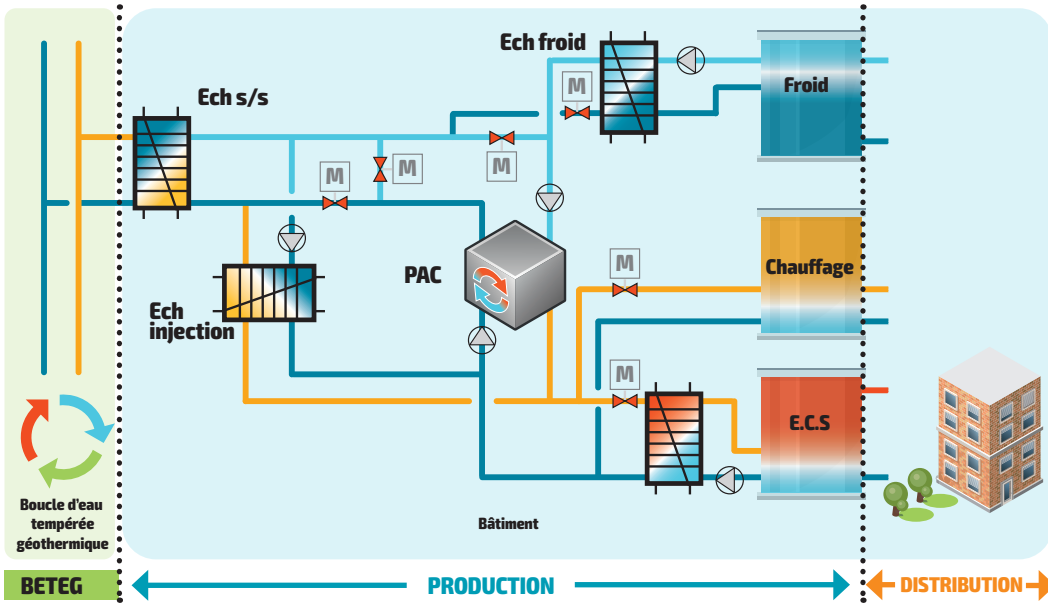 Ech froid
M
Froid
Ech s/s
M
M
M
PAC
M
Chauffage
Ech
injection
M
E.C.S
Boucle d'eau
tempérée
géothermique
Bâtiment
BETEG
PRODUCTION
DISTRIBUTION